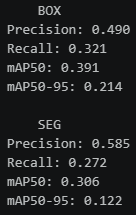 BOX
Precision: 0.490
Recall: 0.321
mAP50: 0.391
mAP50-95: 0.214
SEG
Precision: 0.585
Recall: 0.272
mAP50: 0.306
mAP50-95: 0.122